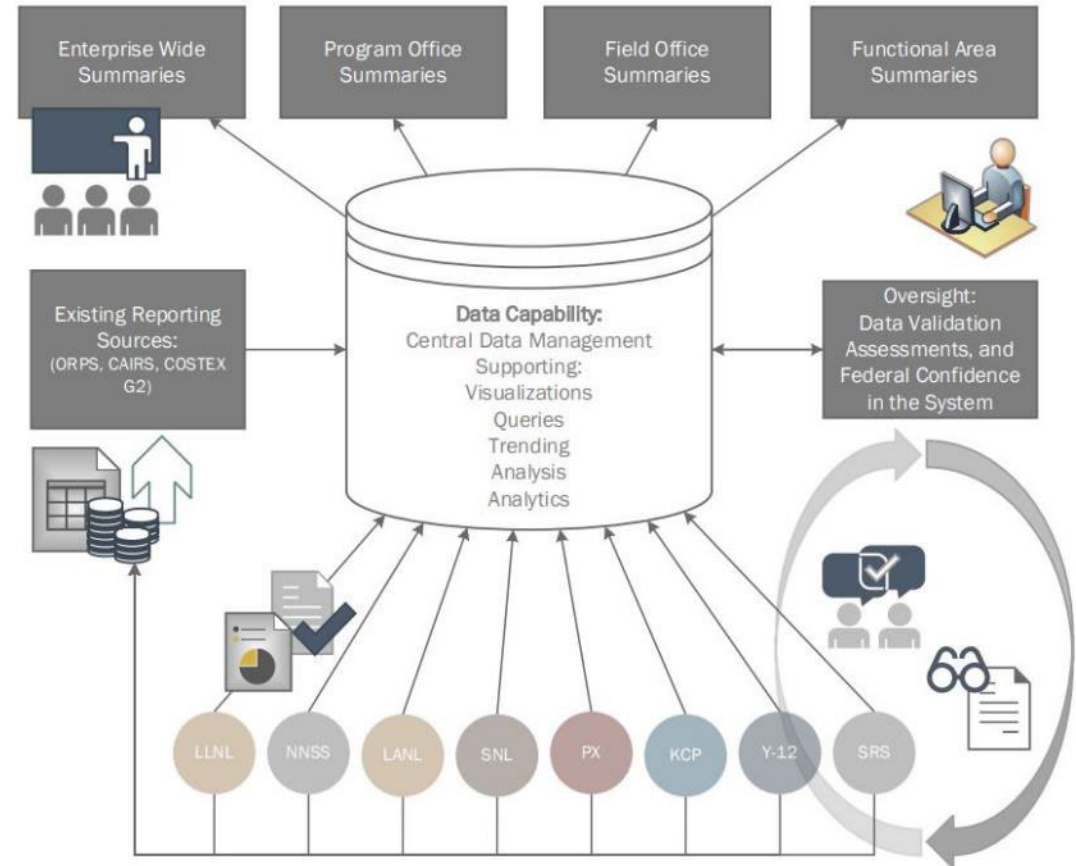 Enterprise Wide
Summaries
Program Office
Summaries
Field Office
Summaries
Functional Area
Summaries
Existing Reporting
Sources:
(ORPS, CAIRS, COSTEX
G2)
Data Capability:
Central Data Management
Supporting:
Visualizations
Queries
Trending
Analysis
Analytics
Oversight:
Data Validation
Assessments, and
Federal Confidence
in the System
LLNL
NNSS
LANL
SNL
PX
KCP
Y-12
SRS